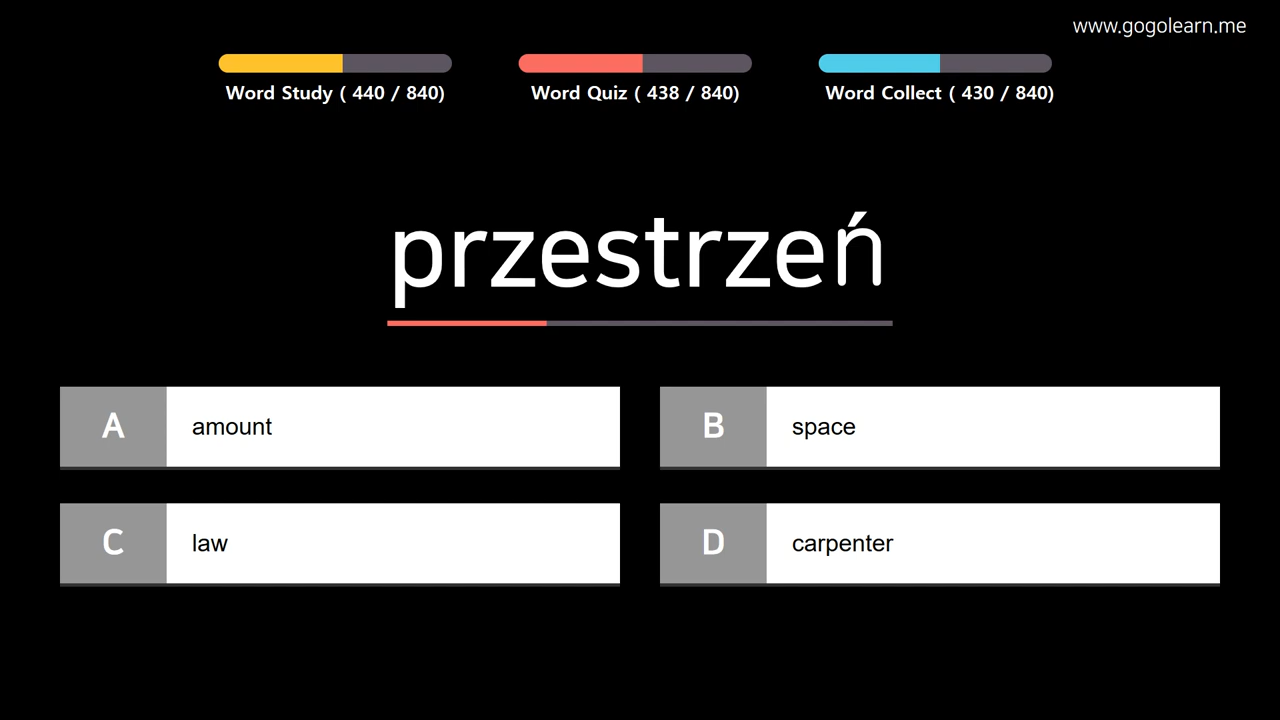 www.gogolearn.me
Word Study ( 440 / 840)
Word Quiz ( 438 / 840)
Word Collect ( 430 / 840)
przestrzeń
A amount
B space
C law
D carpenter